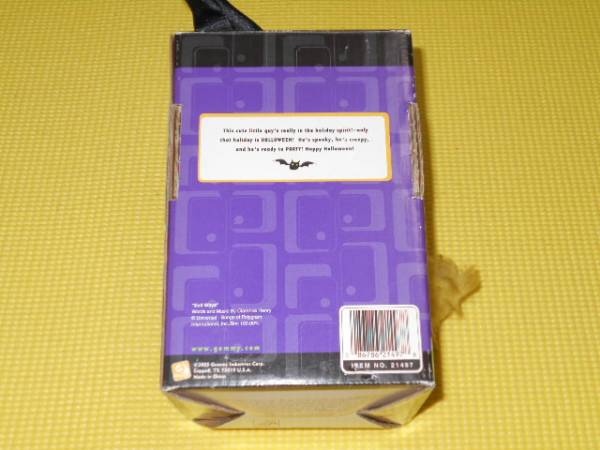 This cute little guy's really in the holiday spirit!-only
that holiday is HALLOWEEN! He's spooky, he's creepy,
and he's ready to PARTY! Happy Halloween!
"Evil Ways"
Words and Music By Clarence Henry
© Universal - Songs of Polygram
International, Inc./BMI 100.00%
www.gemmy.com
©2005 Gemmy Industries Corp.
Coppell, TX 75019 U.S.A.
Made in China
ITEM NO. 21497